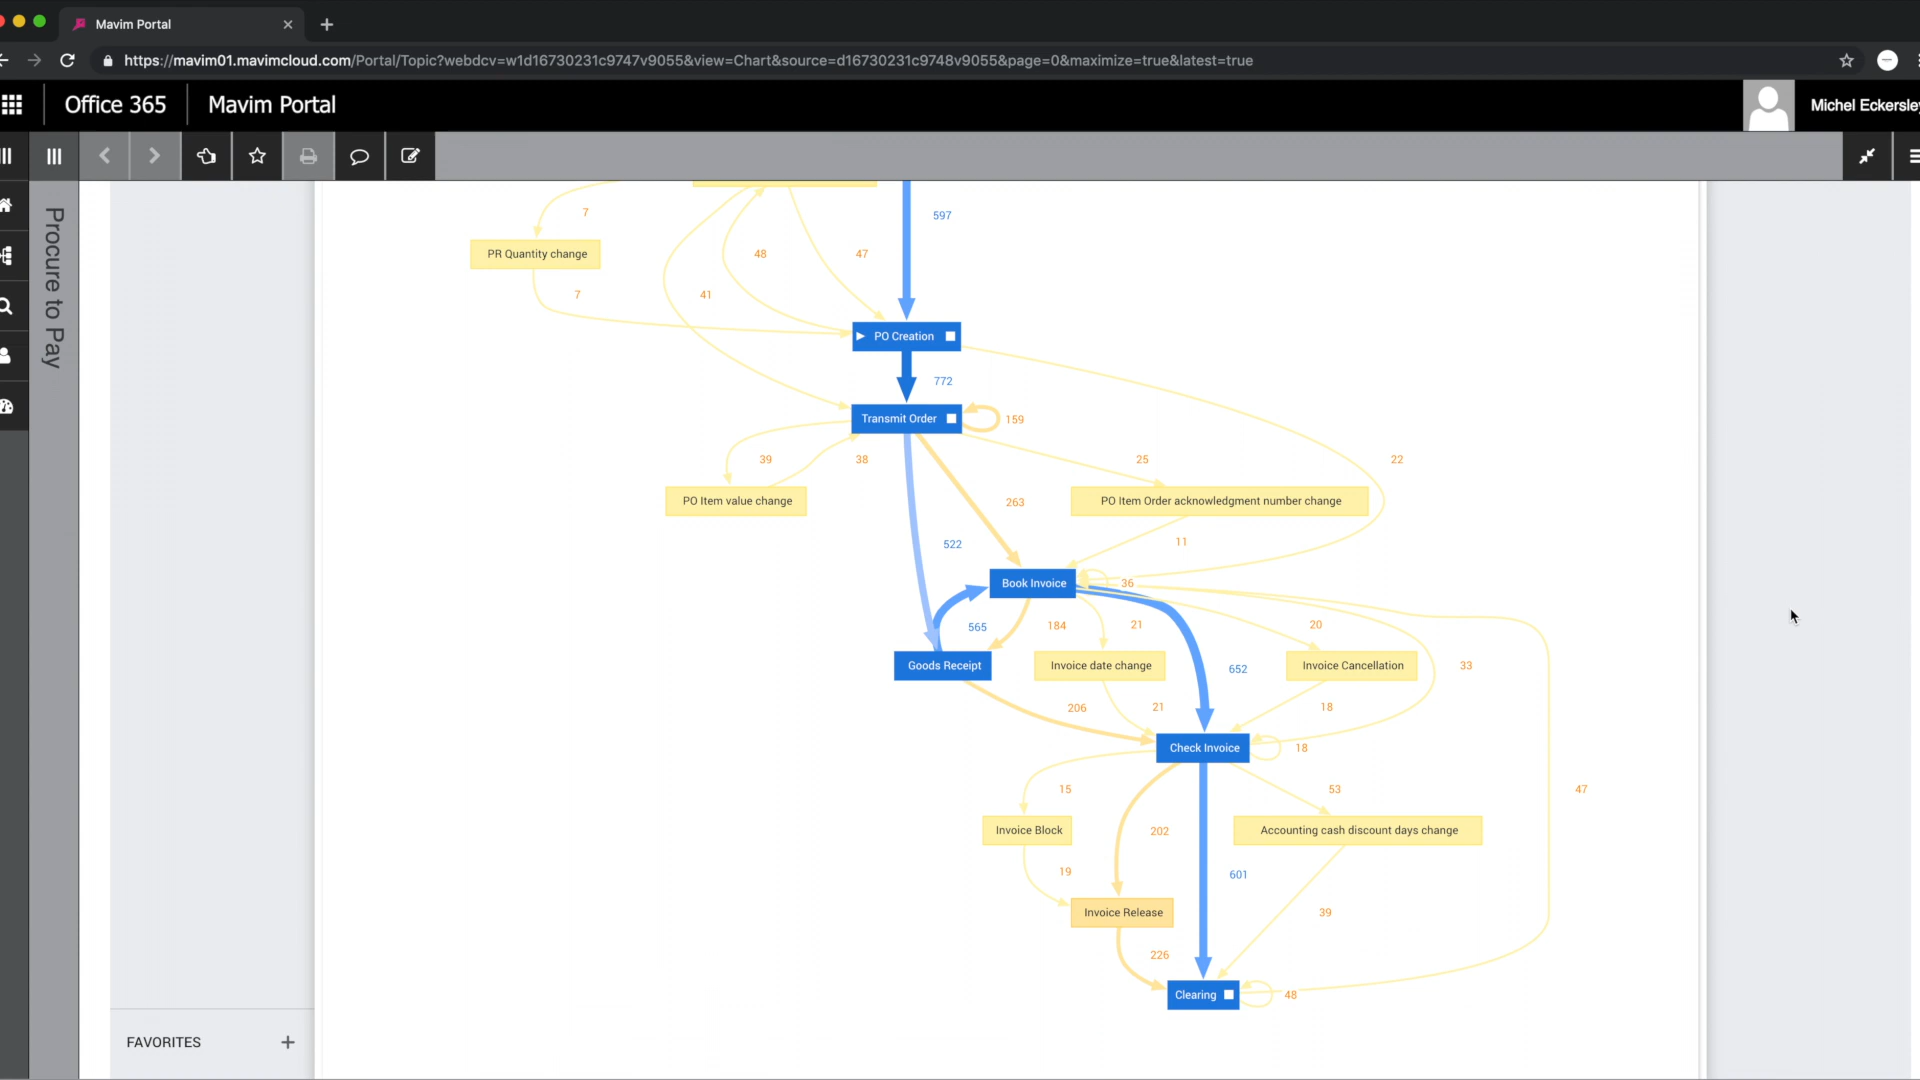 Mavim Portal
https://mavim01.mavimcloud.com/Portal/Topic?webdcv=w1d16730231c9747v9055&view=Chart&source=d16730231c9748v9055&page=0&maximize=true&latest=true
Office 365
Mavim Portal
Michel Eckersley
Procure to Pay
7
597
PR Quantity change
48
47
7
41
PO Creation
772
Transmit Order
159
39
38
25
22
PO Item value change
263
PO Item Order acknowledgment number change
522
11
Book Invoice
36
565
184
21
20
Goods Receipt
Invoice date change
652
Invoice Cancellation
33
206
21
18
Check Invoice
18
15
53
47
Invoice Block
202
Accounting cash discount days change
19
601
Invoice Release
39
226
Clearing
48
FAVORITES